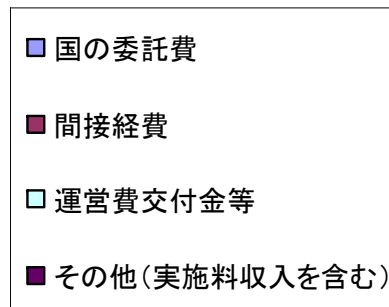 国の委託費
間接経費
運営費交付金等
その他(実施料収入を含む)